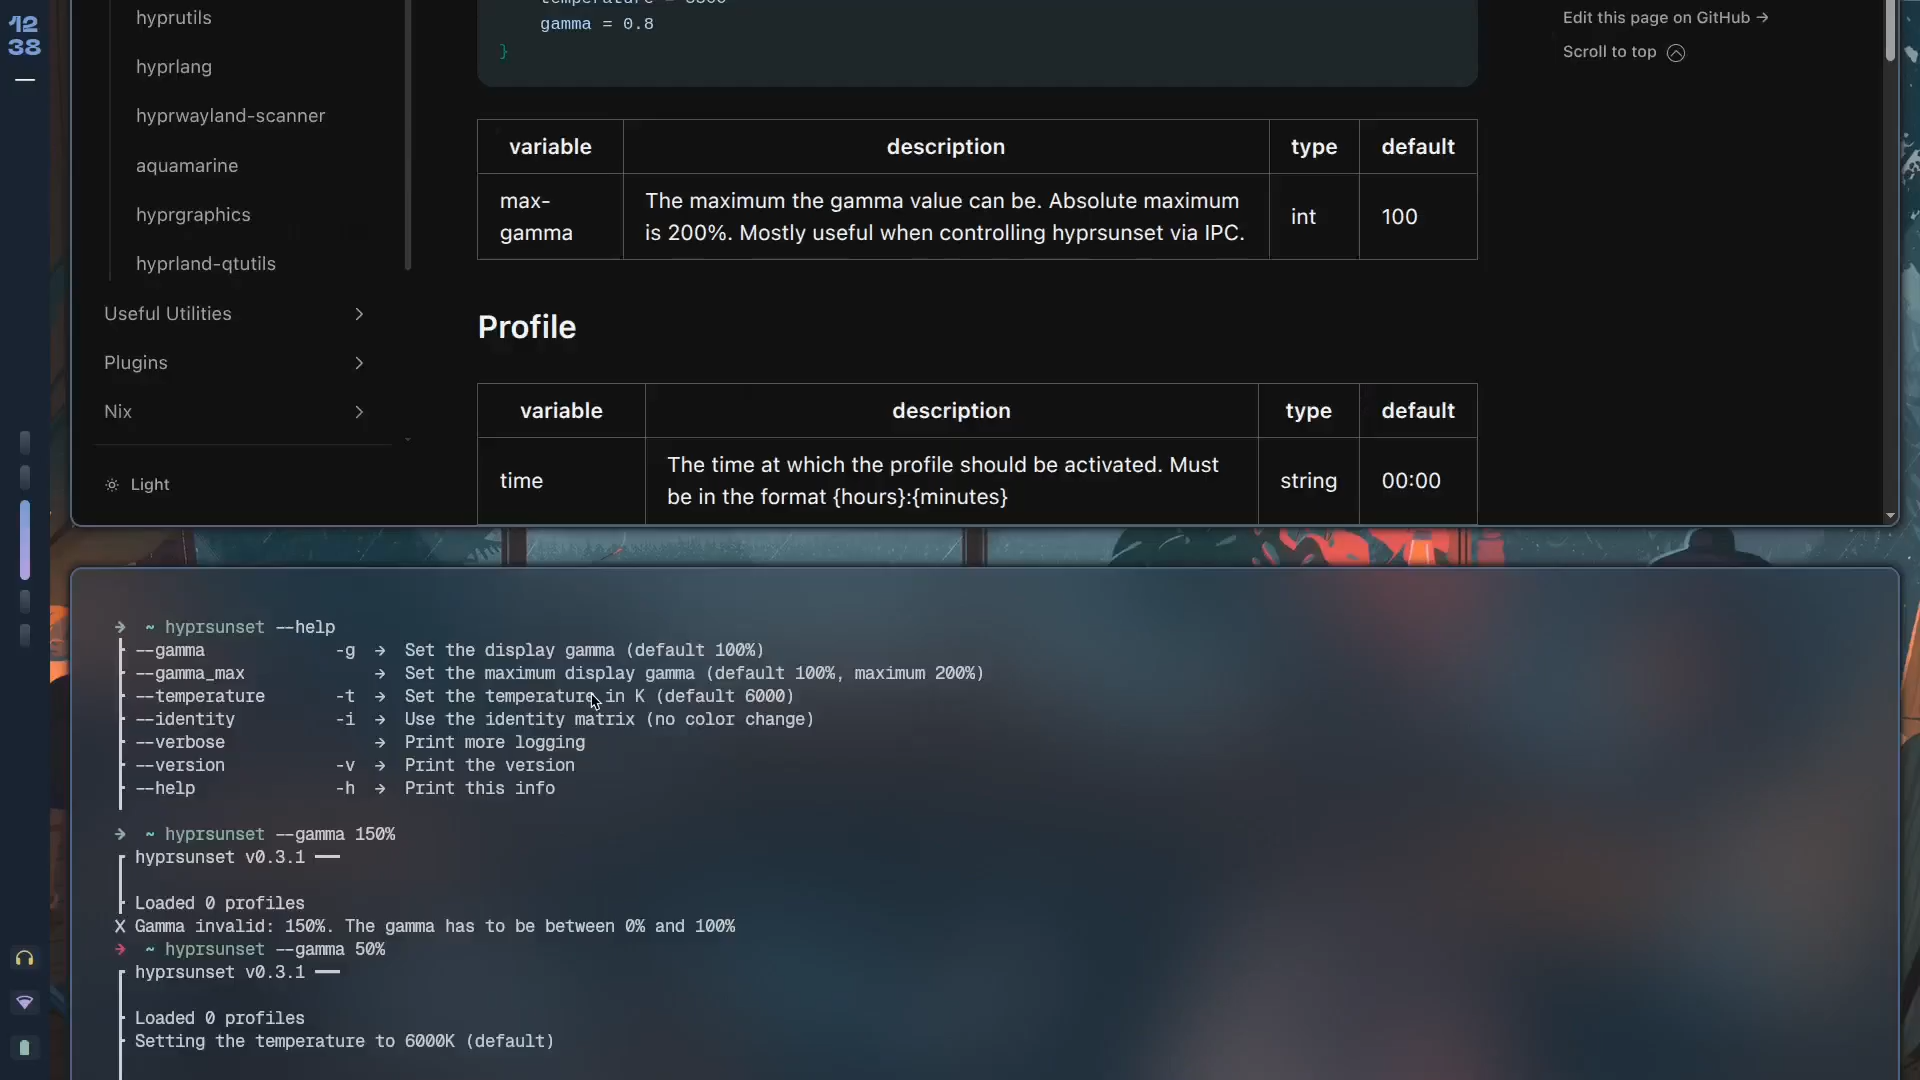 12
38
hyprutils
hyprlang
hyprwayland-scanner
aquamarine
hyprgraphics
hyprland-qtutils
Useful Utilities
Plugins
Nix
Light
gamma = 0.8
}
variable description type default
max-gamma The maximum the gamma value can be. Absolute maximum
is 200%. Mostly useful when controlling hyprsunset via IPC. int 100
Profile
variable description type default
time The time at which the profile should be activated. Must
be in the format {hours}:{minutes} string 00:00
Edit this page on GitHub →
Scroll to top
→ ~ hyprsunset --help
--gamma -g → Set the display gamma (default 100%)
--gamma_max → Set the maximum display gamma (default 100%, maximum 200%)
--temperature -t → Set the temperature in K (default 6000)
--identity -i → Use the identity matrix (no color change)
--verbose → Print more logging
--version -v → Print the version
--help -h → Print this info
→ ~ hyprsunset --gamma 150%
hyprsunset v0.3.1 ──
Loaded 0 profiles
X Gamma invalid: 150%. The gamma has to be between 0% and 100%
→ ~ hyprsunset --gamma 50%
hyprsunset v0.3.1 ──
Loaded 0 profiles
Setting the temperature to 6000K (default)